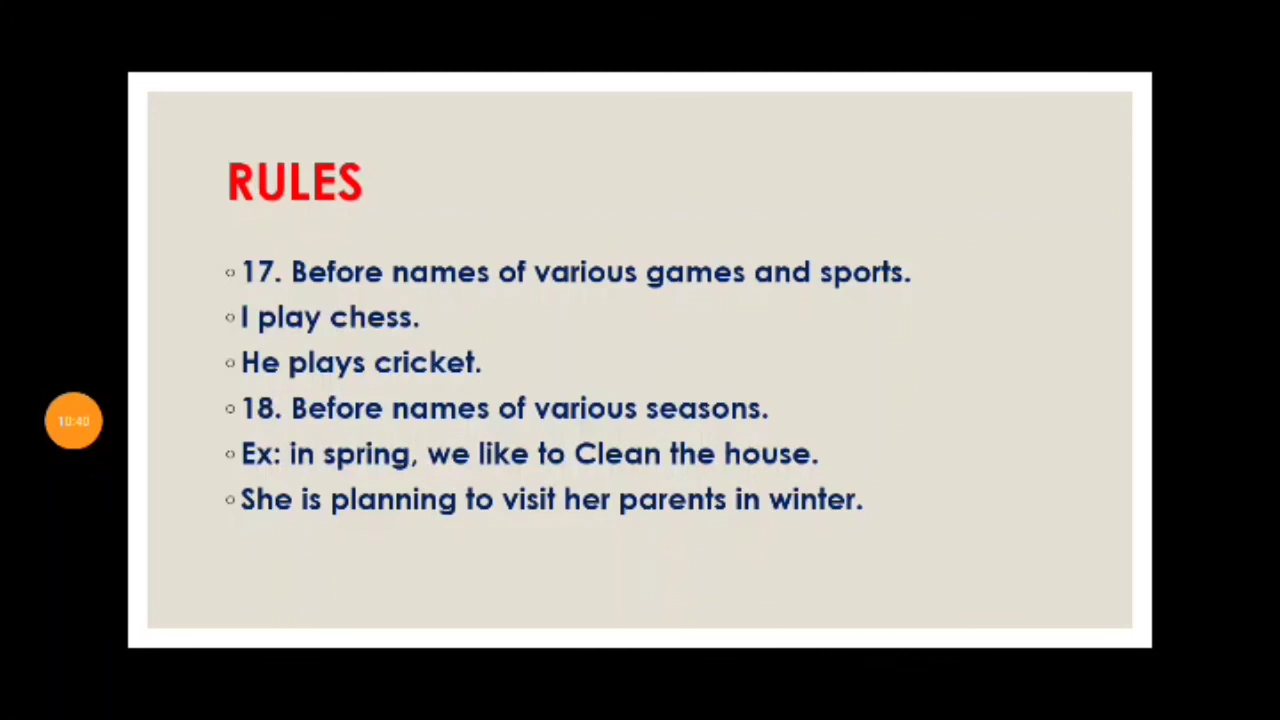 RULES
17. Before names of various games and sports.
I play chess.
He plays cricket.
18. Before names of various seasons.
10:40
Ex: in spring, we like to Clean the house.
She is planning to visit her parents in winter.